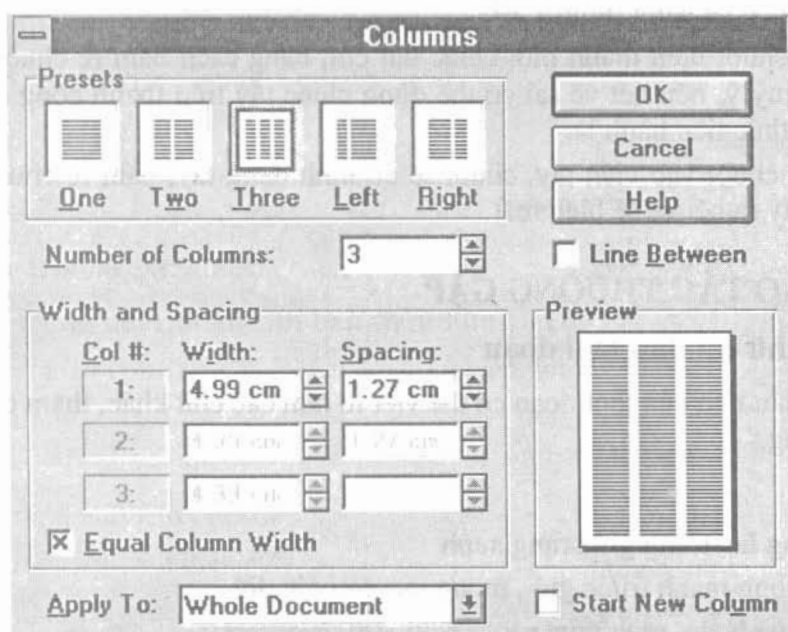 Columns
Presets
One Two Three Left Right
OK
Cancel
Help
Number of Columns: 3
Line Between
Width and Spacing
Col #: Width: Spacing:
1: 4.99 cm 1.27 cm
2:
3:
Equal Column Width
Preview
Apply To: Whole Document
Start New Column